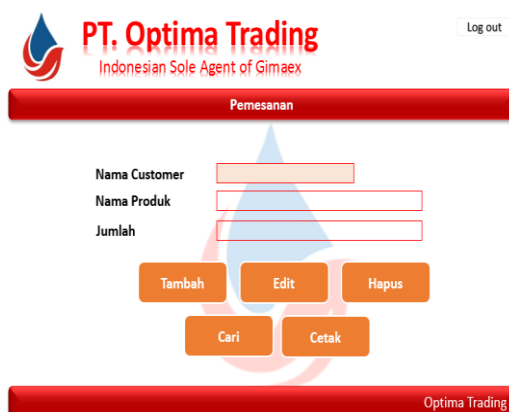 PT. Optima Trading
Log out
Indonesian Sole Agent of Gimaex
Pemesanan
Nama Customer
Nama Produk
Jumlah
Tambah Edit Hapus
Cari Cetak
Optima Trading